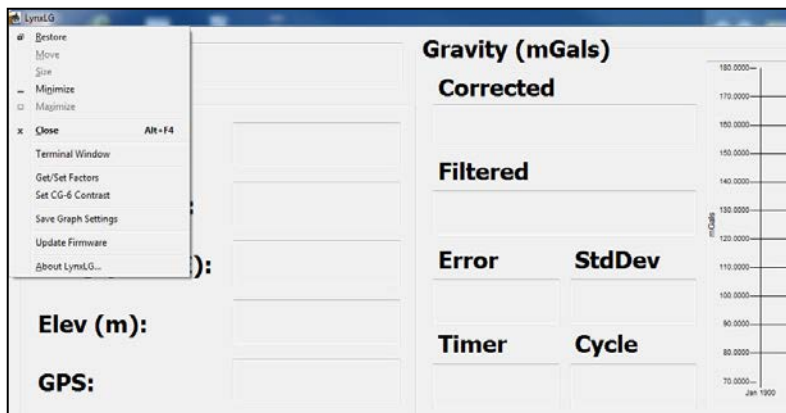 LynxLG
Restore
Move
Size
Minimize
Maximize
x Close Alt+F4
Terminal Window
Get/Set Factors
Set CG-6 Contrast
Save Graph Settings
Update Firmware
About LynxLG...
:
):
Elev (m):
GPS:
Gravity (mGals)
Corrected
Filtered
Error StdDev
Timer Cycle
mGals
180.0000
170.0000
160.0000
150.0000
140.0000
130.0000
120.0000
110.0000
100.0000
90.0000
80.0000
70.0000
Jan 1900